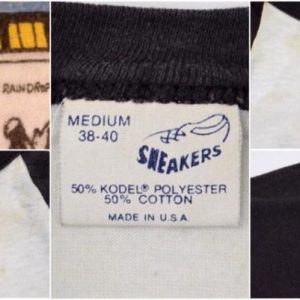 RAINDROP
MEDIUM
38-40
SNEAKERS
50% KODEL® POLYESTER
50% COTTON
MADE IN U.S.A.